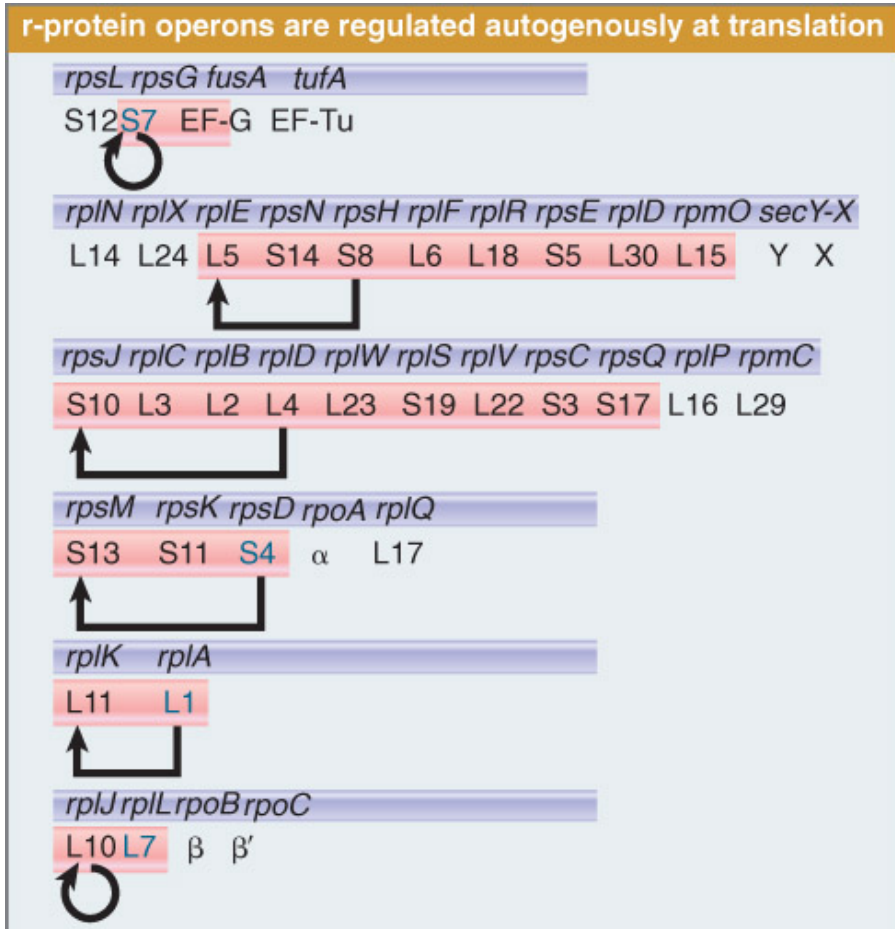 r-protein operons are regulated autogenously at translation
rpsL rpsG fusA tufA
S12 S7 EF-G EF-Tu
rplN rplX rplE rpsN rpsH rplF rplR rpsE rplD rpmO secY-X
L14 L24 L5 S14 S8 L6 L18 S5 L30 L15 Y X
rpsJ rplC rplB rplD rplW rplS rplV rpsC rpsQ rplP rpmC
S10 L3 L2 L4 L23 S19 L22 S3 S17 L16 L29
rpsM rpsK rpsD rpoA rplQ
S13 S11 S4 α L17
rplK rplA
L11 L1
rplJ rplL rpoB rpoC
L10 L7 β β′